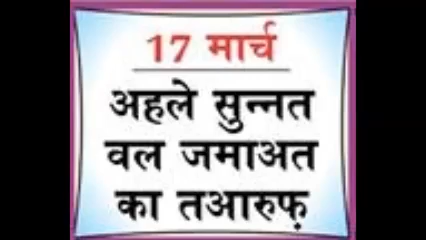 17 मार्च
अहले सुन्नत
वल जमाअत
का तआरुफ़